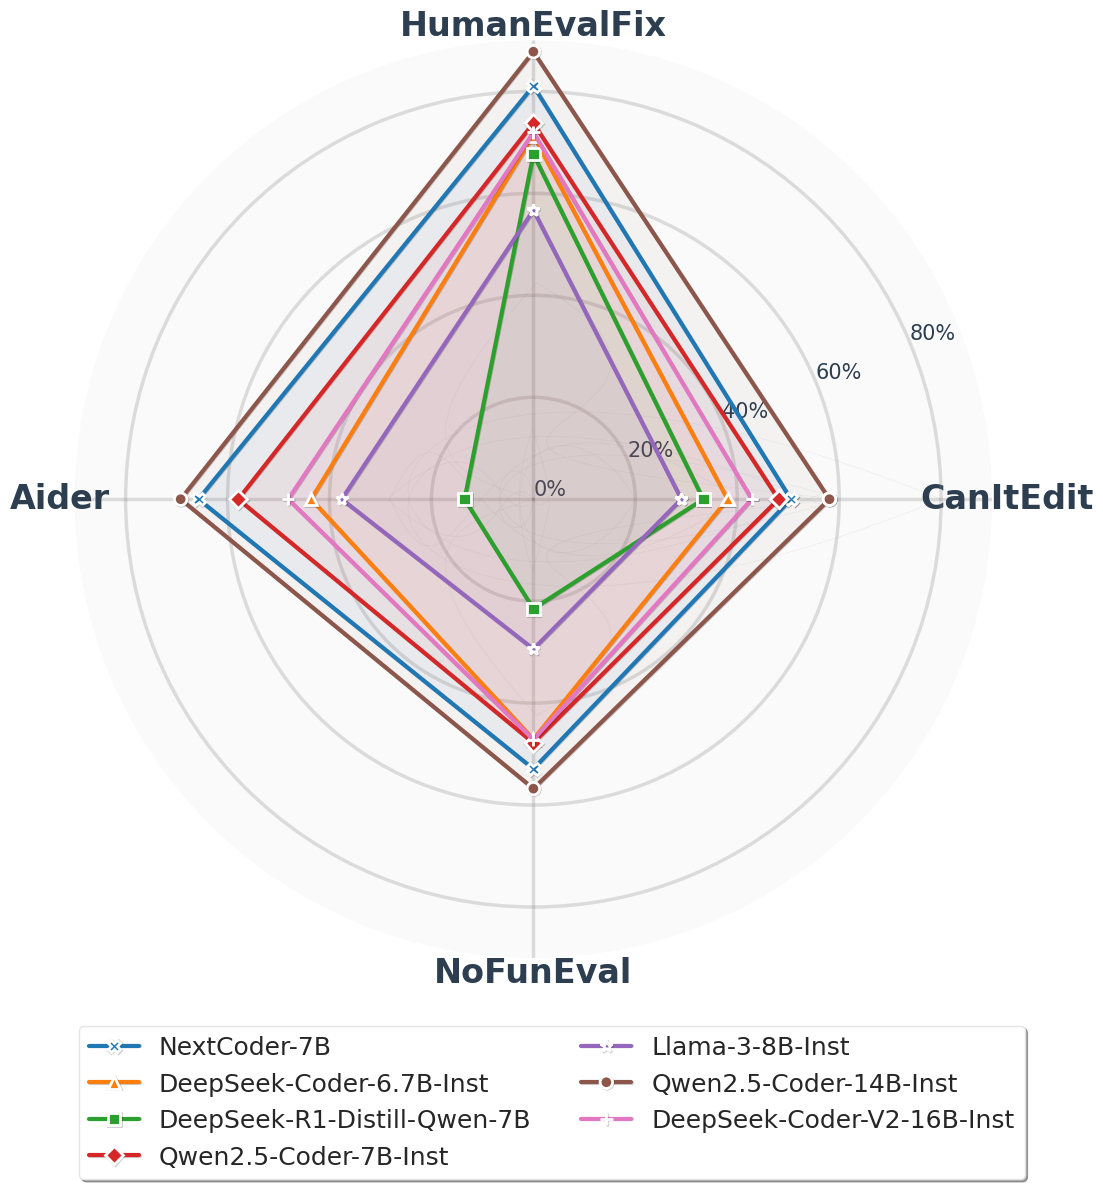 HumanEvalFix
80%
60%
40%
20%
0%
Aider
CanItEdit
NoFunEval
NextCoder-7B
DeepSeek-Coder-6.7B-Inst
DeepSeek-R1-Distill-Qwen-7B
Qwen2.5-Coder-7B-Inst
Llama-3-8B-Inst
Qwen2.5-Coder-14B-Inst
DeepSeek-Coder-V2-16B-Inst